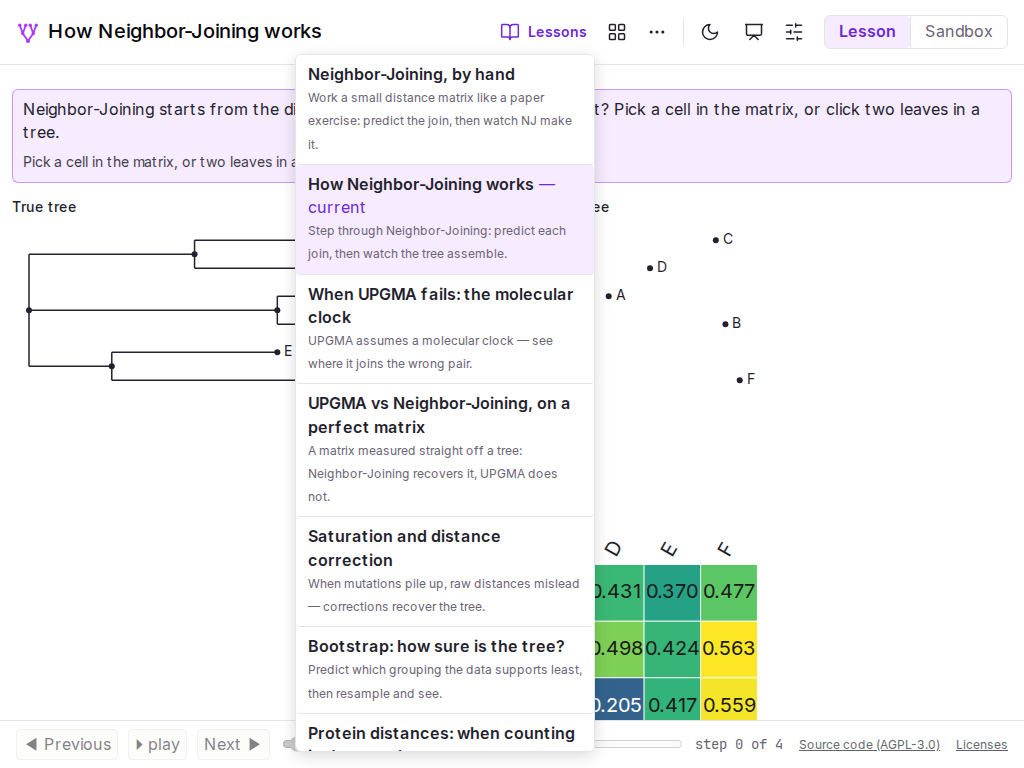 How Neighbor-Joining works
Lessons
Lesson
Sandbox
Neighbor-Joining starts from the di
t? Pick a cell in the matrix, or click two leaves in a
tree.
Pick a cell in the matrix, or two leaves in a
True tree
ee
Neighbor-Joining, by hand
Work a small distance matrix like a paper
exercise: predict the join, then watch NJ make
it.
How Neighbor-Joining works —
current
Step through Neighbor-Joining: predict each
join, then watch the tree assemble.
When UPGMA fails: the molecular
clock
UPGMA assumes a molecular clock — see
where it joins the wrong pair.
UPGMA vs Neighbor-Joining, on a
perfect matrix
A matrix measured straight off a tree:
Neighbor-Joining recovers it, UPGMA does
not.
Saturation and distance
correction
When mutations pile up, raw distances mislead
— corrections recover the tree.
Bootstrap: how sure is the tree?
Predict which grouping the data supports least,
then resample and see.
Protein distances: when counting
E
C
D
A
B
F
D E F
0.431 0.370 0.477
0.498 0.424 0.563
0.205 0.417 0.559
◀ Previous
play
Next ▶
step 0 of 4
Source code (AGPL-3.0)
Licenses